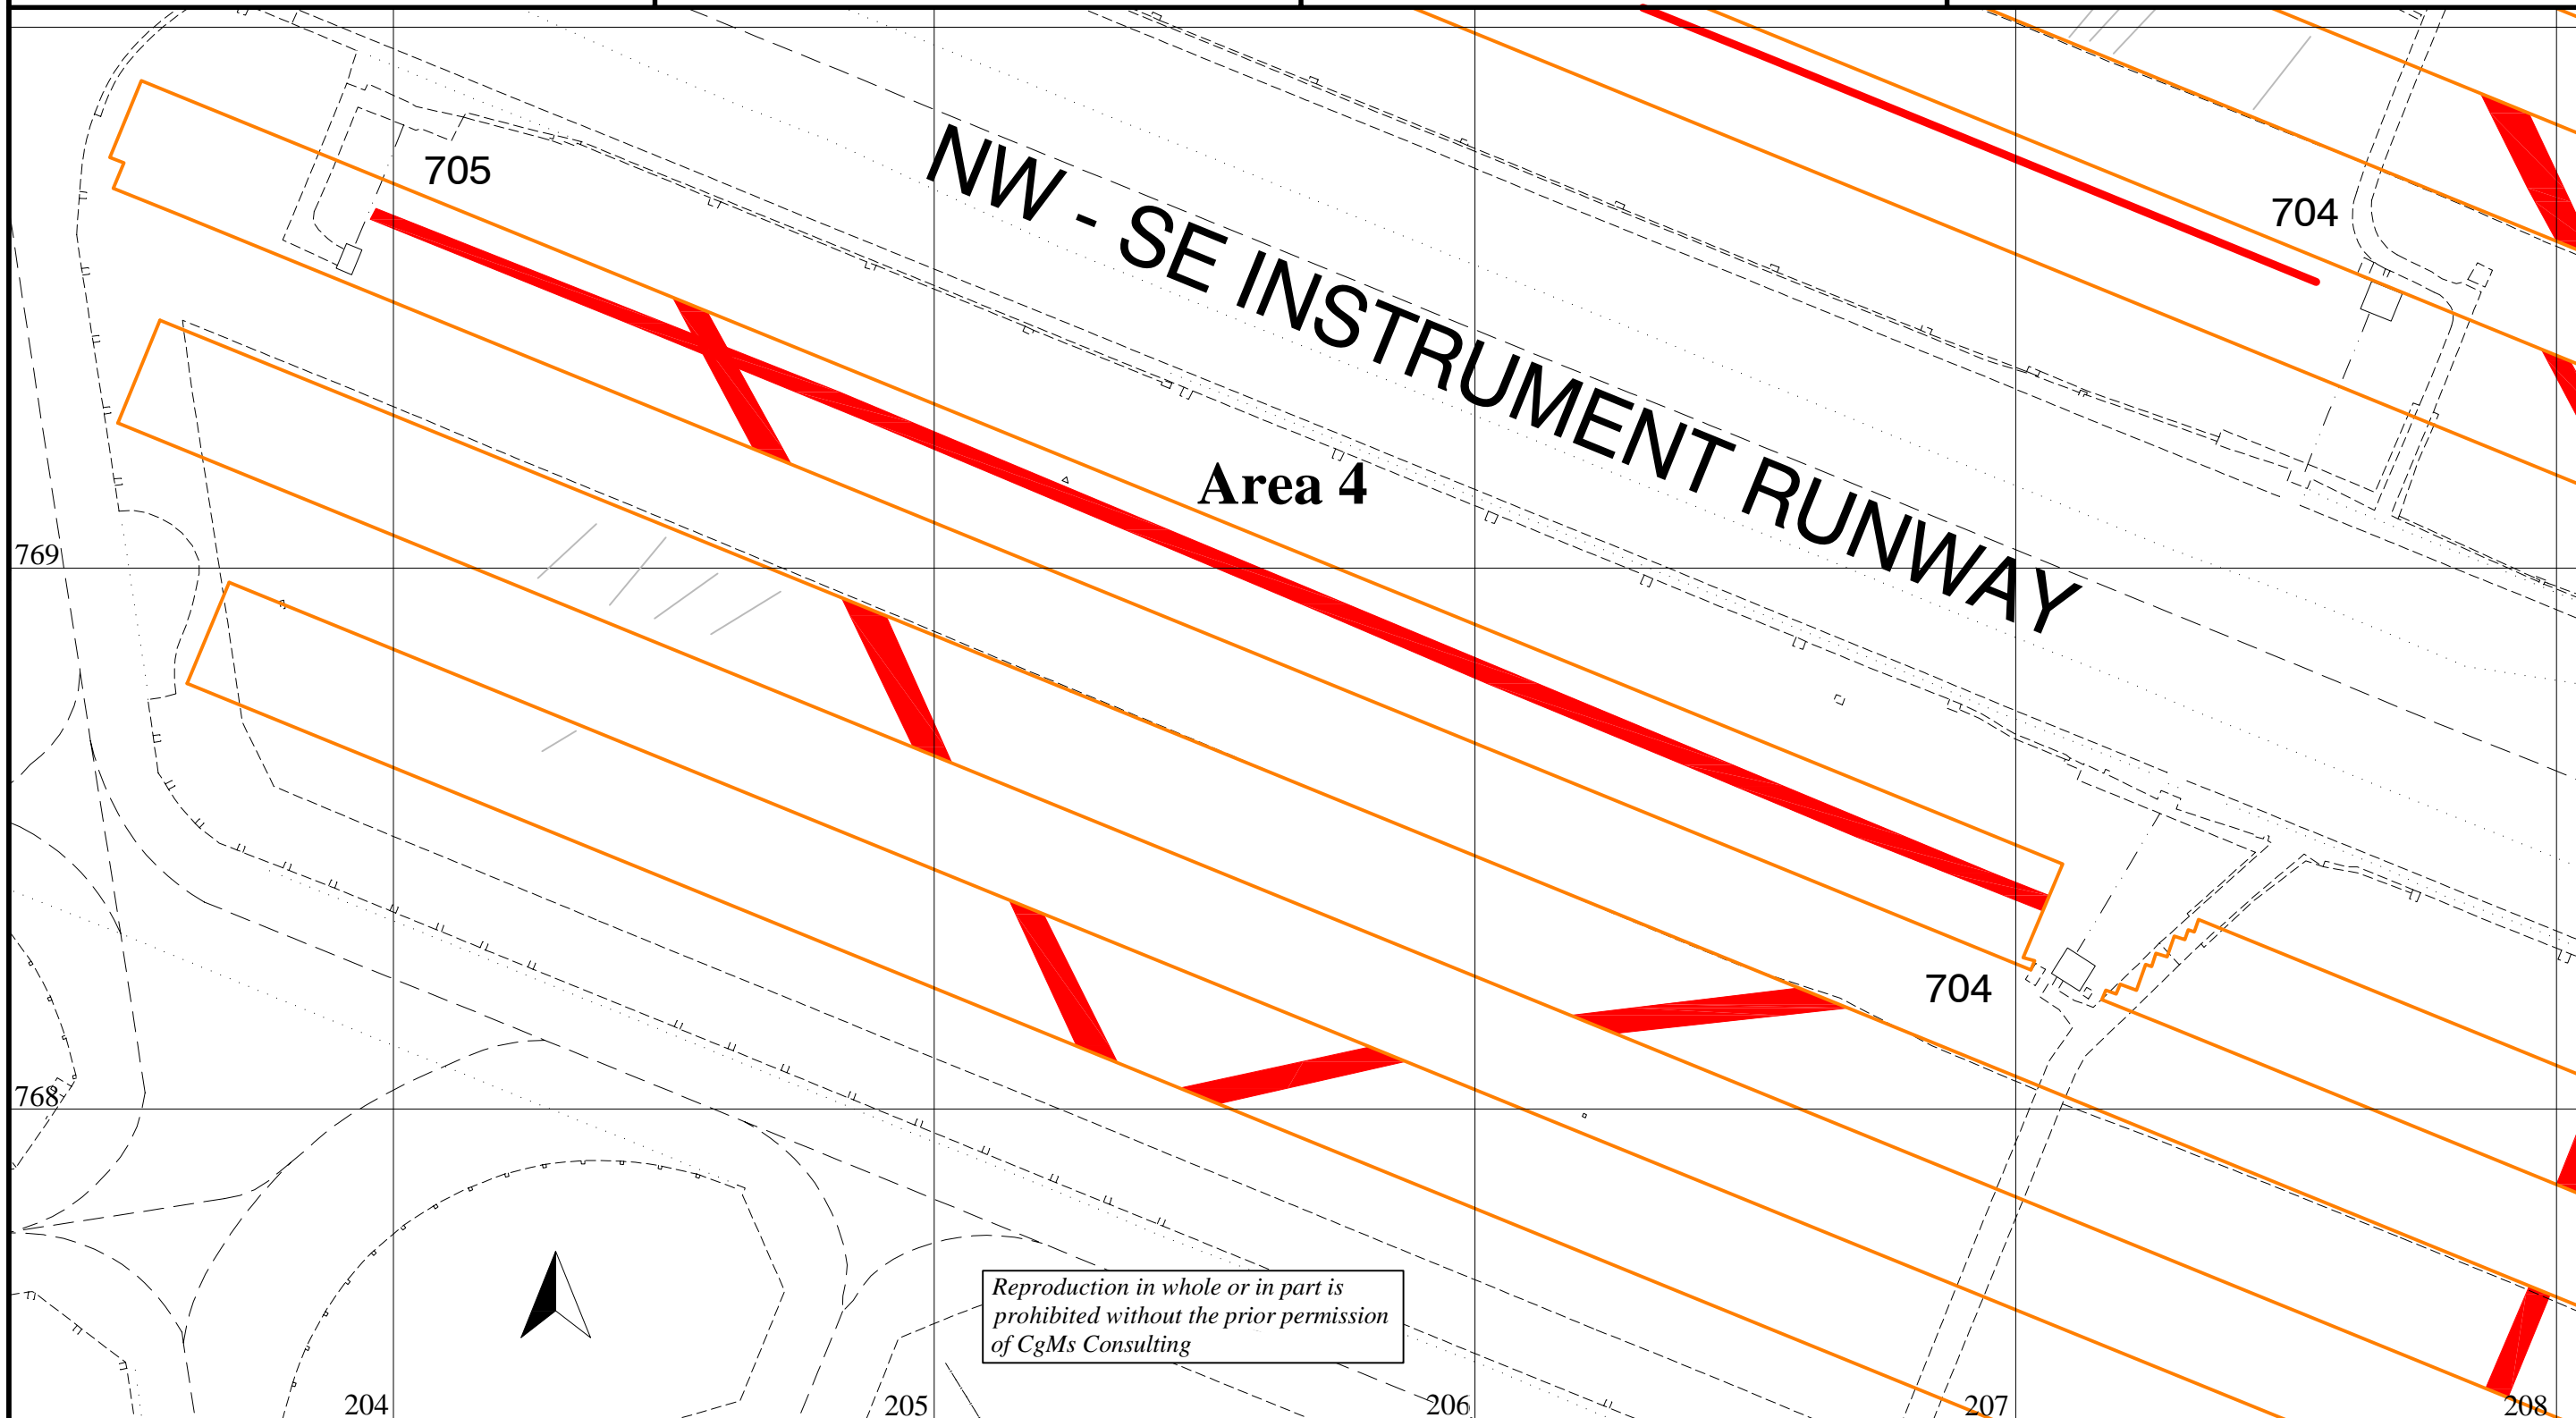 705
704
NW - SE INSTRUMENT RUNWAY
Area 4
769
704
768
Reproduction in whole or in part is
prohibited without the prior permission
of CgMs Consulting
204
205
206
207
208